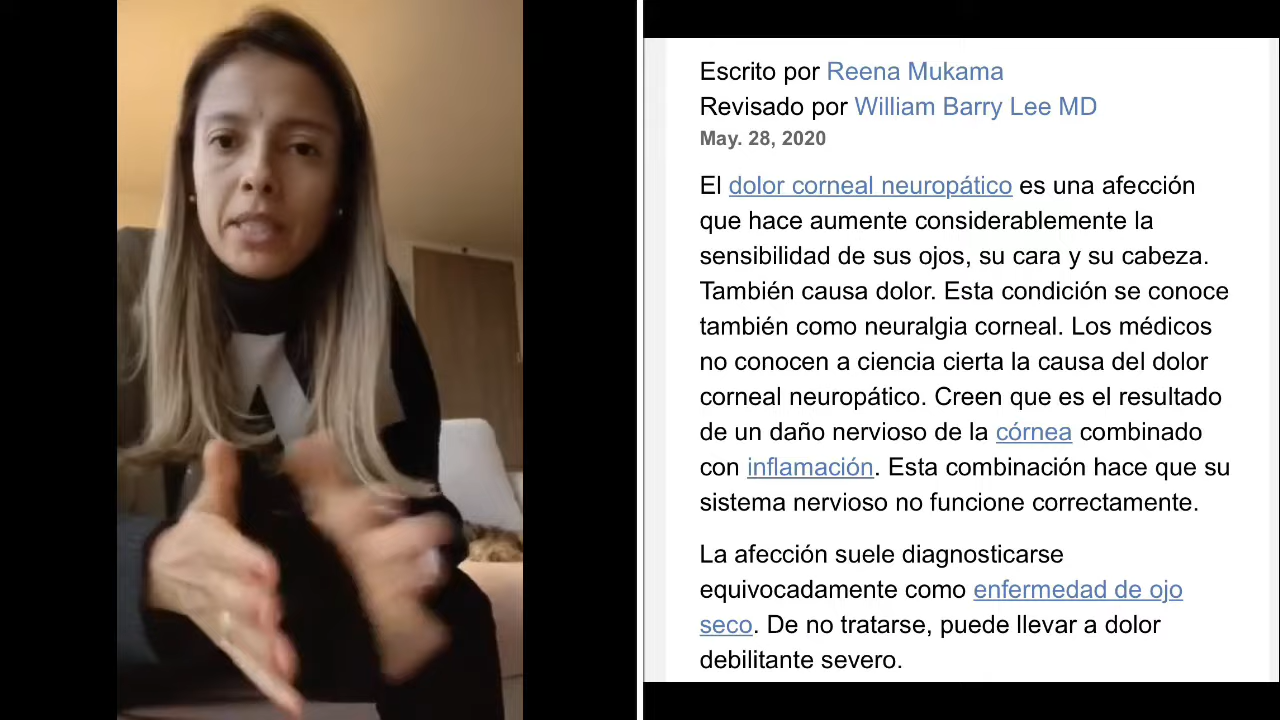 Escrito por Reena Mukama
Revisado por William Barry Lee MD
May. 28, 2020
El dolor corneal neuropático es una afección
que hace aumente considerablemente la
sensibilidad de sus ojos, su cara y su cabeza.
También causa dolor. Esta condición se conoce
también como neuralgia corneal. Los médicos
no conocen a ciencia cierta la causa del dolor
corneal neuropático. Creen que es el resultado
de un daño nervioso de la córnea combinado
con inflamación. Esta combinación hace que su
sistema nervioso no funcione correctamente.
La afección suele diagnosticarse
equivocadamente como enfermedad de ojo
seco. De no tratarse, puede llevar a dolor
debilitante severo.